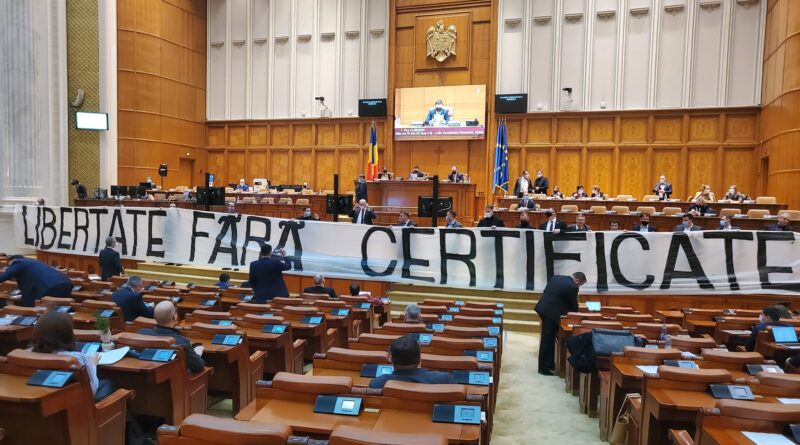 LIBERTATE FĂRĂ CERTIFICATE